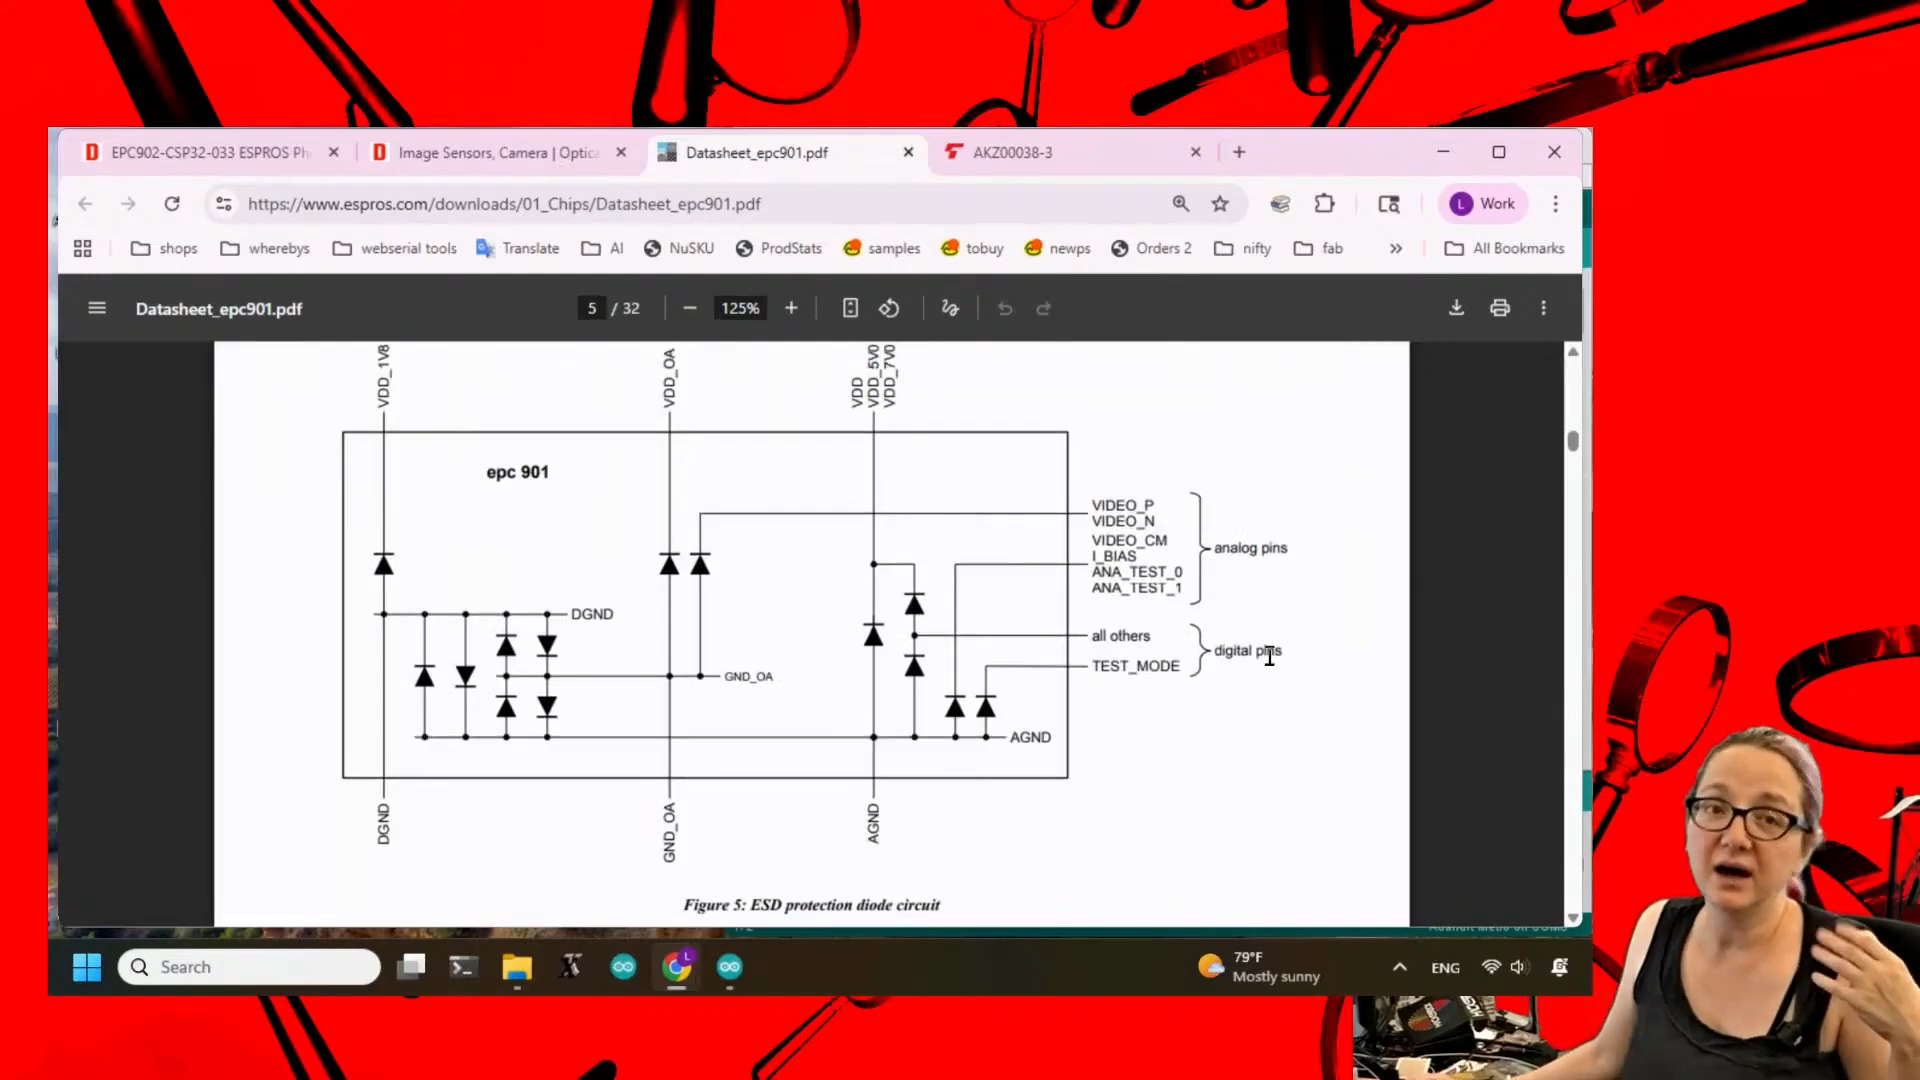 EPC902-CSP32-033 ESPROS Ph
Image Sensors, Camera | Optica
Datasheet_epc901.pdf
AKZ00038-3
https://www.espros.com/downloads/01_Chips/Datasheet_epc901.pdf
L Work
shops
wherebys
webserial tools
Translate
AI
NuSKU
ProdStats
samples
tobuy
newps
Orders 2
nifty
fab
»
All Bookmarks
Datasheet_epc901.pdf
5 / 32
125%
VDD_1V8
VDD_OA
VDD
VDD_5V0
VDD_7V0
epc 901
VIDEO_P
VIDEO_N
VIDEO_CM
I_BIAS
ANA_TEST_0
ANA_TEST_1
analog pins
DGND
all others
TEST_MODE
digital pins
GND_OA
AGND
DGND
GND_OA
AGND
Figure 5: ESD protection diode circuit
Search
79°F
Mostly sunny
ENG